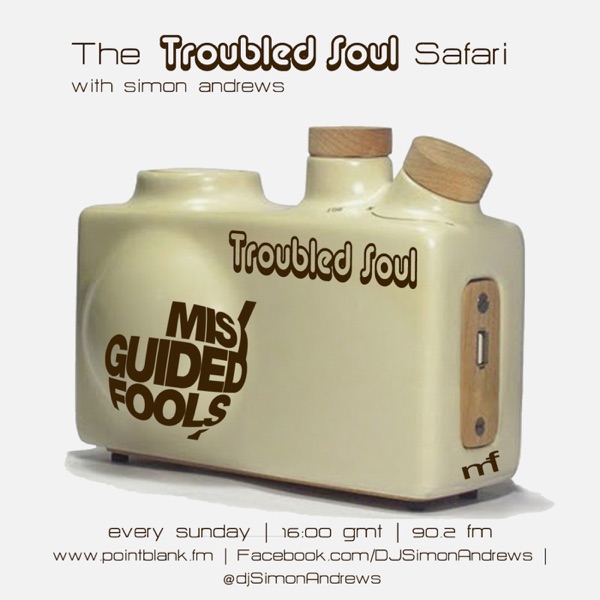 The Troubled Soul Safari
with simon andrews
Troubled Soul
MIS/
GUIDED
FOOLS
mf
every sunday | 16:00 gmt | 90.2 fm
www.pointblank.fm | Facebook.com/DJSimonAndrews |
@djSimonAndrews